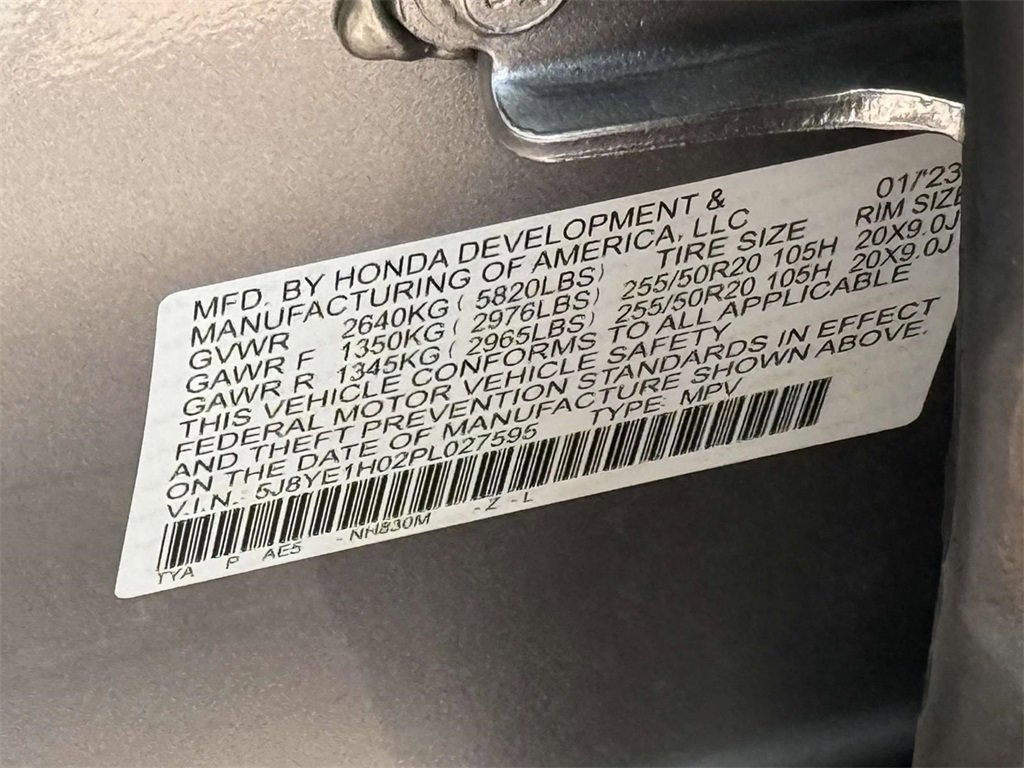 01/'23
MFD. BY HONDA DEVELOPMENT &
MANUFACTURING OF AMERICA, LLC
TIRE SIZE RIM SIZE
GVWR 2640KG ( 5820LBS)
GAWR F 1350KG ( 2976LBS) 255/50R20 105H 20X9.0J
GAWR R 1345KG ( 2965LBS) 255/50R20 105H 20X9.0J
THIS VEHICLE CONFORMS TO ALL APPLICABLE
FEDERAL MOTOR VEHICLE SAFETY
AND THEFT PREVENTION STANDARDS IN EFFECT
ON THE DATE OF MANUFACTURE SHOWN ABOVE.
V.I.N.: 5J8YE1H02PL027595 TYPE: MPV
TYA P AE5 - NH830M - Z - L